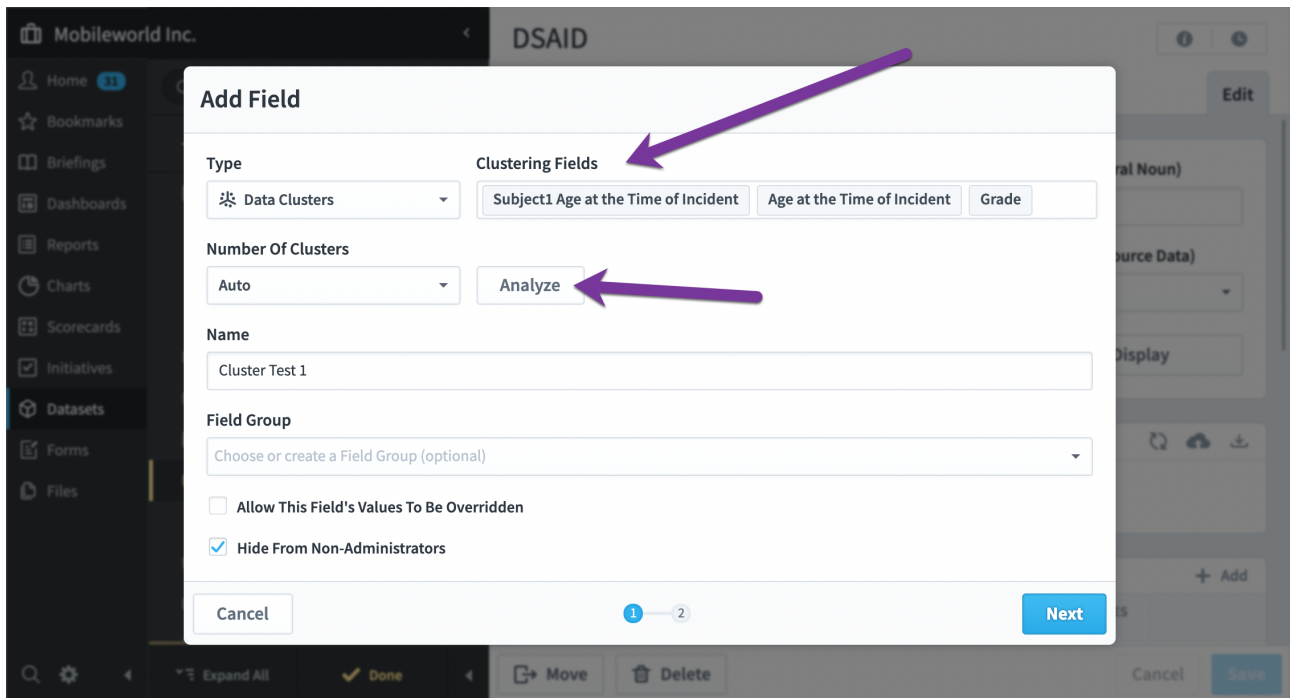 Mobileworld Inc.
DSAID
Home 31
Bookmarks
Briefings
Dashboards
Reports
Charts
Scorecards
Initiatives
Datasets
Forms
Files
Edit
ral Noun)
ource Data)
Display
Add
Add Field
Type
Clustering Fields
Data Clusters
Subject1 Age at the Time of Incident Age at the Time of Incident Grade
Number Of Clusters
Auto
Analyze
Name
Cluster Test 1
Field Group
Choose or create a Field Group (optional)
Allow This Field's Values To Be Overridden
Hide From Non-Administrators
Cancel
1 2
Next
Expand All
Done
Move
Delete
Cancel
Save